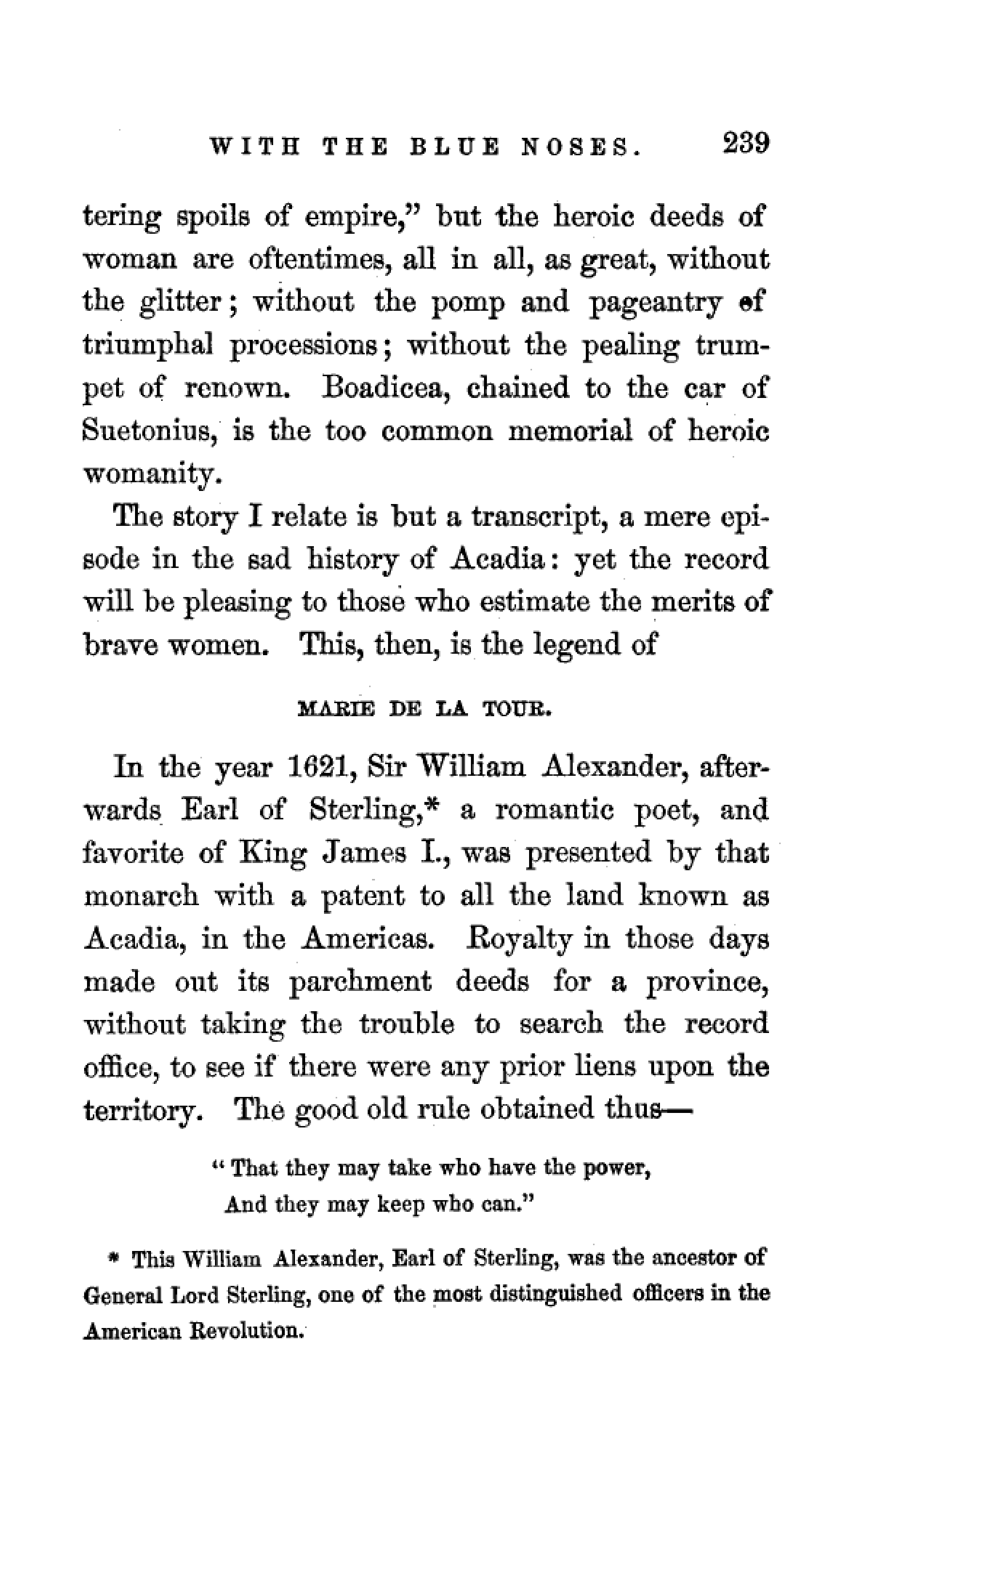 WITH THE BLUE NOSES. 239
tering spoils of empire,” but the heroic deeds of
woman are oftentimes, all in all, as great, without
the glitter; without the pomp and pageantry of
triumphal processions; without the pealing trum-
pet of renown. Boadicea, chained to the car of
Suetonius, is the too common memorial of heroic
womanity.
The story I relate is but a transcript, a mere epi-
sode in the sad history of Acadia: yet the record
will be pleasing to those who estimate the merits of
brave women. This, then, is the legend of
MARIE DE LA TOUR.
In the year 1621, Sir William Alexander, after-
wards Earl of Sterling,* a romantic poet, and
favorite of King James I., was presented by that
monarch with a patent to all the land known as
Acadia, in the Americas. Royalty in those days
made out its parchment deeds for a province,
without taking the trouble to search the record
office, to see if there were any prior liens upon the
territory. The good old rule obtained thus—
“That they may take who have the power,
And they may keep who can.”
* This William Alexander, Earl of Sterling, was the ancestor of
General Lord Sterling, one of the most distinguished officers in the
American Revolution.